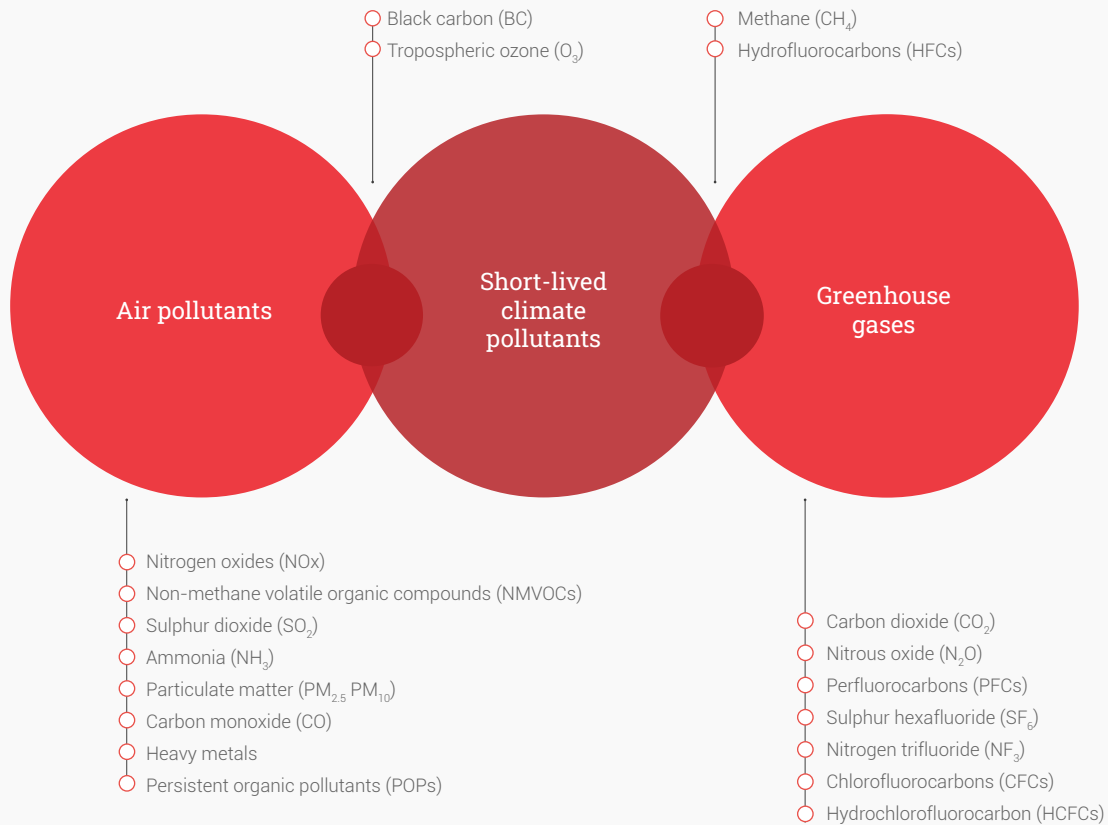 Black carbon (BC)
Tropospheric ozone (O₃)
Methane (CH₄)
Hydrofluorocarbons (HFCs)
Air pollutants
Short-lived
climate
pollutants
Greenhouse
gases
Nitrogen oxides (NOx)
Non-methane volatile organic compounds (NMVOCs)
Sulphur dioxide (SO₂)
Ammonia (NH₃)
Particulate matter (PM₂.₅ PM₁₀)
Carbon monoxide (CO)
Heavy metals
Persistent organic pollutants (POPs)
Carbon dioxide (CO₂)
Nitrous oxide (N₂O)
Perfluorocarbons (PFCs)
Sulphur hexafluoride (SF₆)
Nitrogen trifluoride (NF₃)
Chlorofluorocarbons (CFCs)
Hydrochlorofluorocarbon (HCFCs)